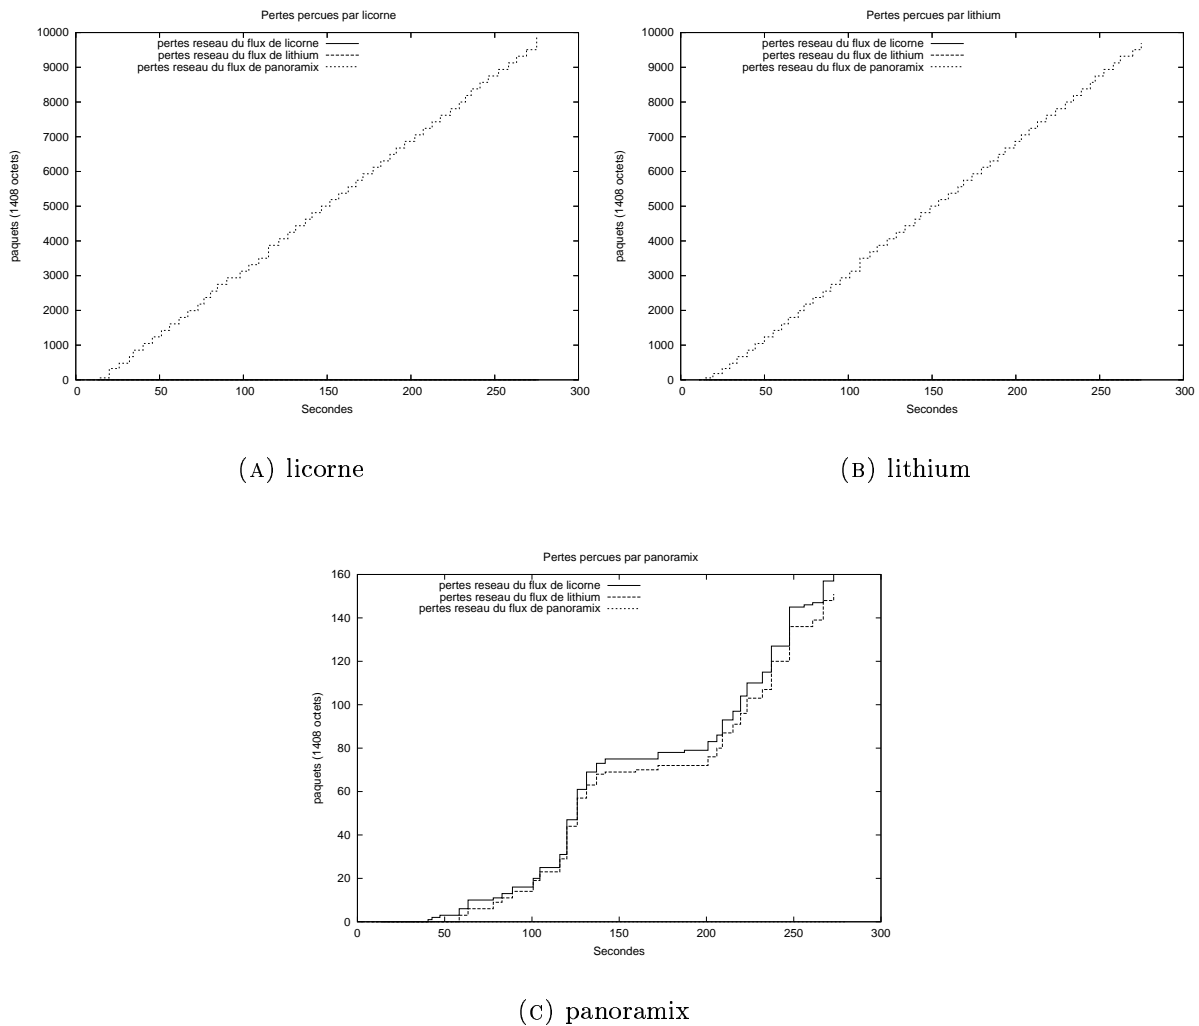 Pertes percues par licorne
10000
9000
8000
7000
6000
5000
4000
3000
2000
1000
0
paquets (1408 octets)
pertes reseau du flux de licorne
pertes reseau du flux de lithium
pertes reseau du flux de panoramix
0 50 100 150 200 250 300
Secondes
(A) licorne
Pertes percues par lithium
10000
9000
8000
7000
6000
5000
4000
3000
2000
1000
0
paquets (1408 octets)
pertes reseau du flux de licorne
pertes reseau du flux de lithium
pertes reseau du flux de panoramix
0 50 100 150 200 250 300
Secondes
(B) lithium
Pertes percues par panoramix
160
140
120
100
80
60
40
20
0
paquets (1408 octets)
pertes reseau du flux de licorne
pertes reseau du flux de lithium
pertes reseau du flux de panoramix
0 50 100 150 200 250 300
Secondes
(C) panoramix